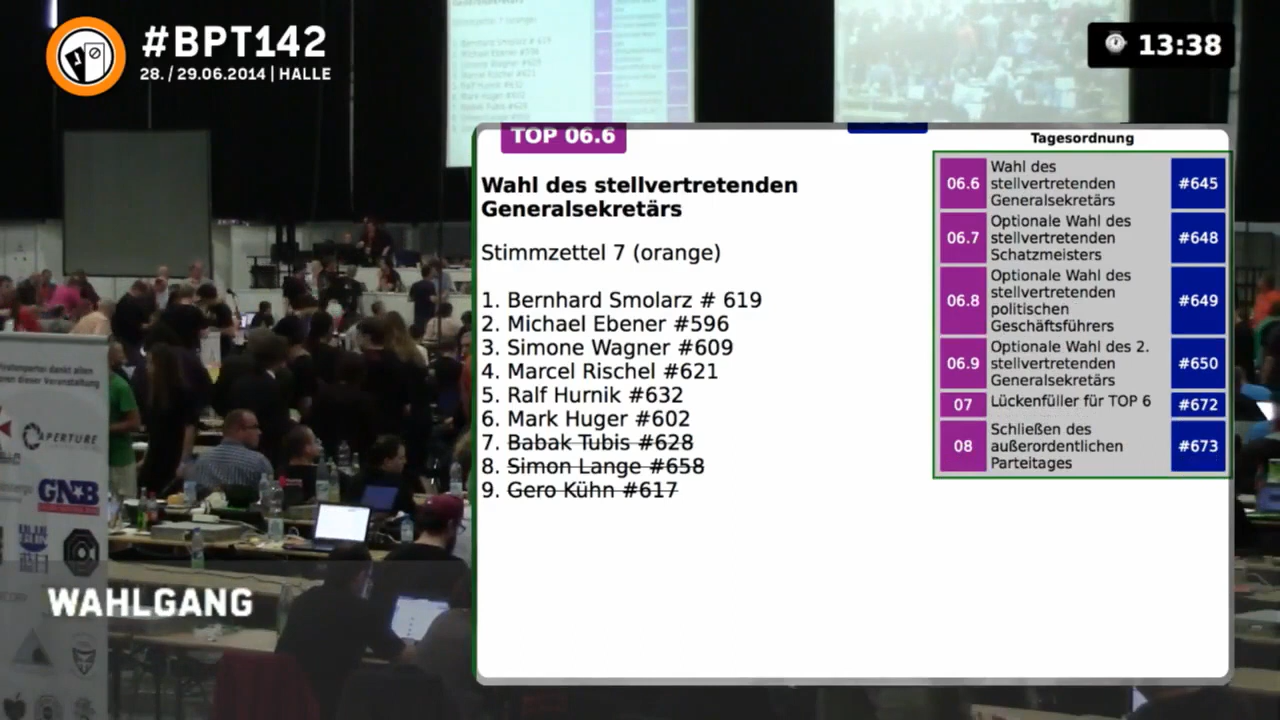 #BPT142
28./29.06.2014 | HALLE
13:38
TOP 06.6
Wahl des stellvertretenden
Generalsekretärs
Stimmzettel 7 (orange)
1. Bernhard Smolarz # 619
2. Michael Ebener #596
3. Simone Wagner #609
4. Marcel Rischel #621
5. Ralf Hurnik #632
6. Mark Huger #602
7. Babak Tubis #628
8. Simon Lange #658
9. Gero Kühn #617
Tagesordnung
06.6 Wahl des
stellvertretenden
Generalsekretärs #645
06.7 Optionale Wahl des
stellvertretenden
Schatzmeisters #648
06.8 Optionale Wahl des
stellvertretenden
politischen
Geschäftsführers #649
06.9 Optionale Wahl des 2.
stellvertretenden
Generalsekretärs #650
07 Lückenfüller für TOP 6 #672
08 Schließen des
außerordentlichen
Parteitages #673
dankt allen
dieser Veranstaltung
APERTURE
GNB
WAHLGANG